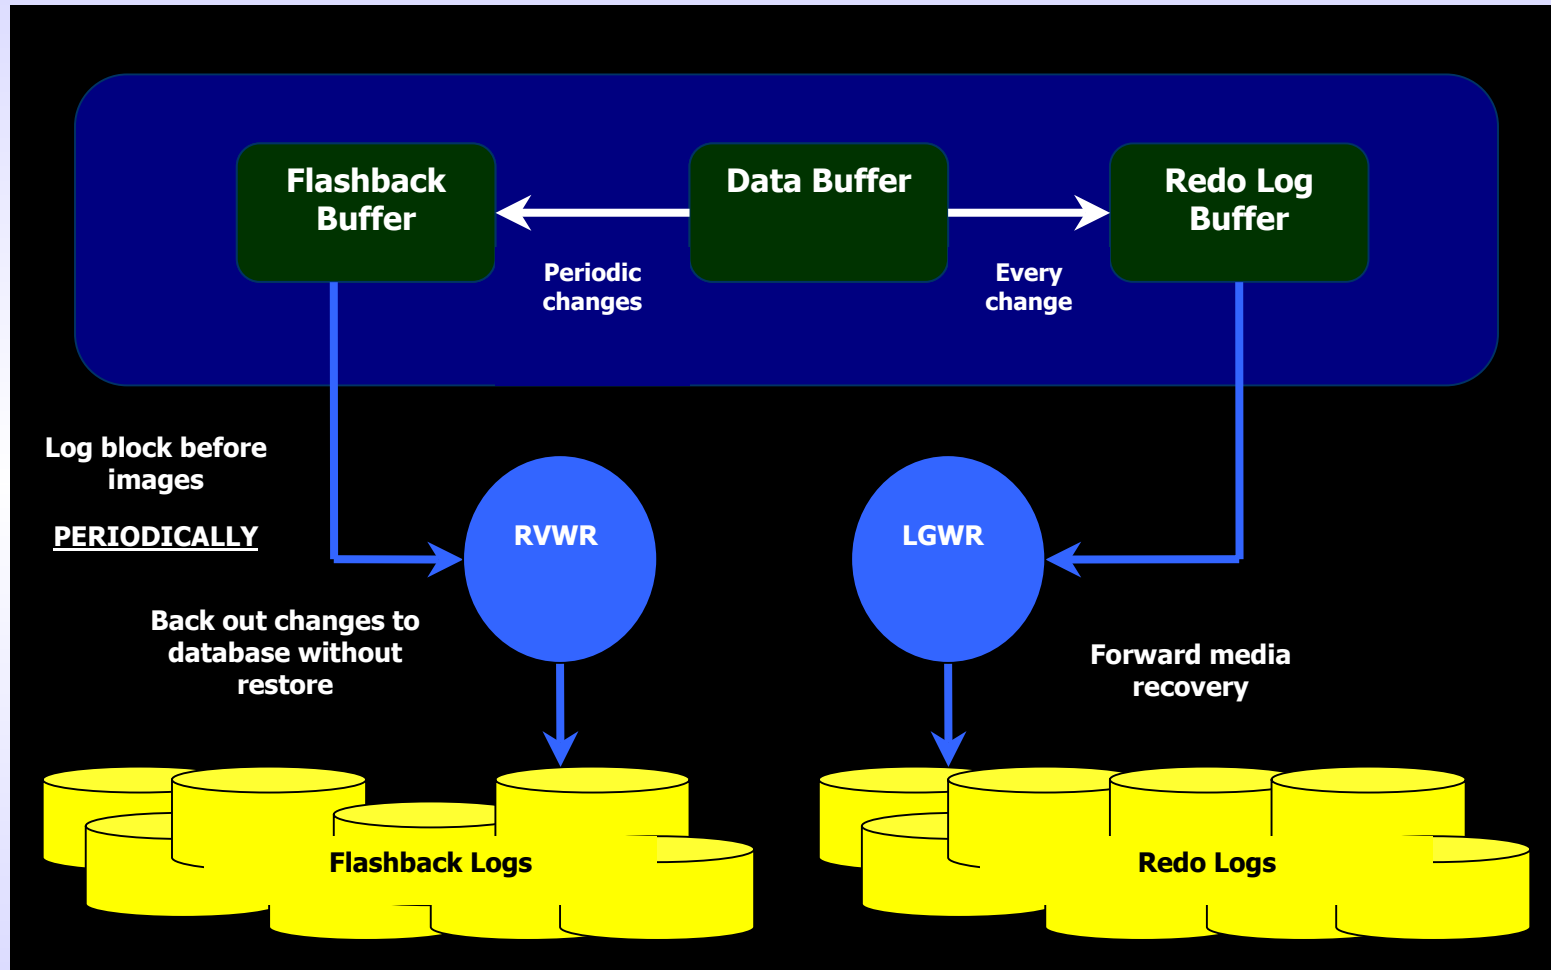 Flashback
Buffer
Data Buffer
Redo Log
Buffer
Periodic
changes
Every
change
Log block before
images
PERIODICALLY
RVWR
LGWR
Back out changes to
database without
restore
Forward media
recovery
Flashback Logs
Redo Logs